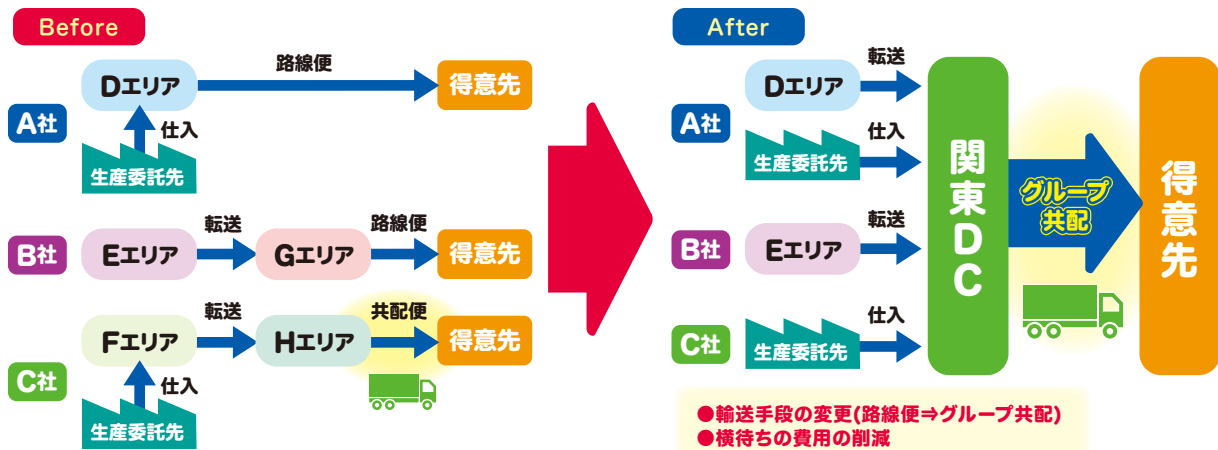 Before
路線便
Dエリア
得意先
A社
仕入
生産委託先
転送
路線便
B社
Eエリア
Gエリア
得意先
転送
共配便
Fエリア
Hエリア
得意先
C社
仕入
生産委託先
After
転送
Dエリア
A社
仕入
生産委託先
転送
B社
Eエリア
仕入
C社
生産委託先
関東DC
グループ
共配
得意先
●輸送手段の変更(路線便⇒グループ共配)
●横待ちの費用の削減